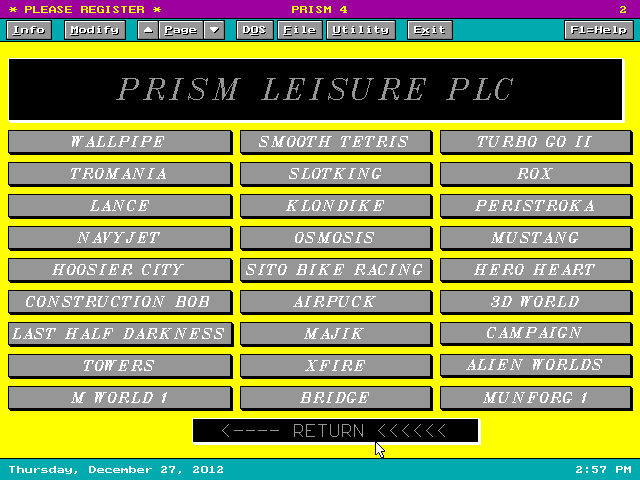 * PLEASE REGISTER * PRISM 4 2
Info Modify Page DOS File Utility Exit F1=Help
PRISM LEISURE PLC
WALLPIPE SMOOTH TETRIS TURBO GO II
TROMANIA SLOTKING ROX
LANCE KLONDIKE PERISTROKA
NAVYJET OSMOSIS MUSTANG
HOOSIER CITY SITO BIKE RACING HERO HEART
CONSTRUCTION BOB AIRPUCK 3D WORLD
LAST HALF DARKNESS MAJIK CAMPAIGN
TOWERS XFIRE ALIEN WORLDS
M WORLD 1 BRIDGE MUNFORG 1
<---- RETURN <<<<<<
Thursday, December 27, 2012 2:57 PM